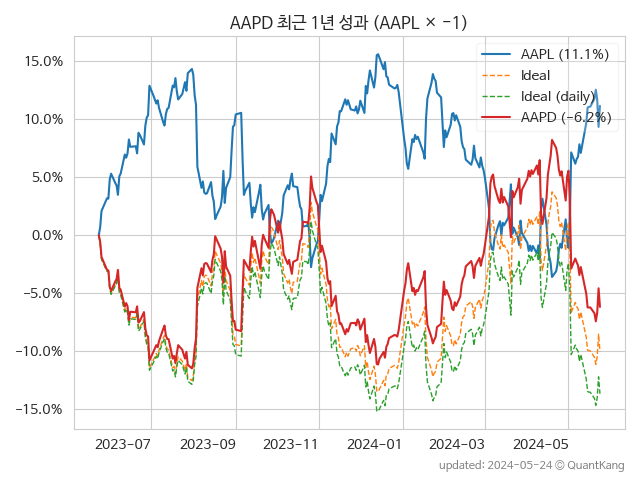 AAPD 최근 1년 성과 (AAPL × −1)
AAPL (11.1%)
Ideal
Ideal (daily)
AAPD (−6.2%)
15.0%
10.0%
5.0%
0.0%
−5.0%
−10.0%
−15.0%
2023-07
2023-09
2023-11
2024-01
2024-03
2024-05
updated: 2024-05-24 © QuantKang